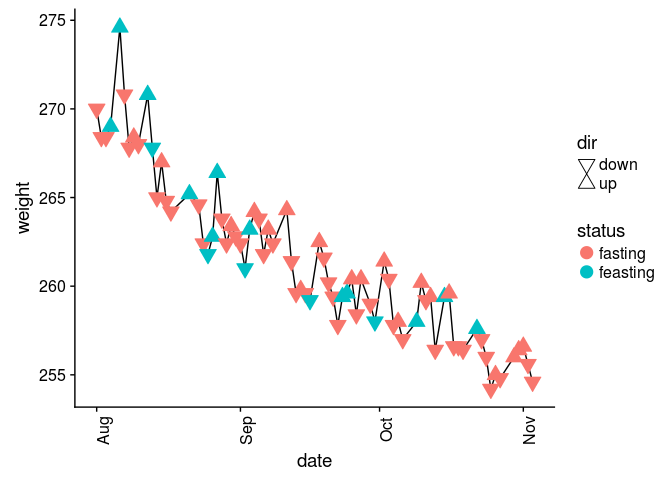 275
270
265
260
255
weight
Aug
Sep
Oct
Nov
date
dir
down
up
status
fasting
feasting